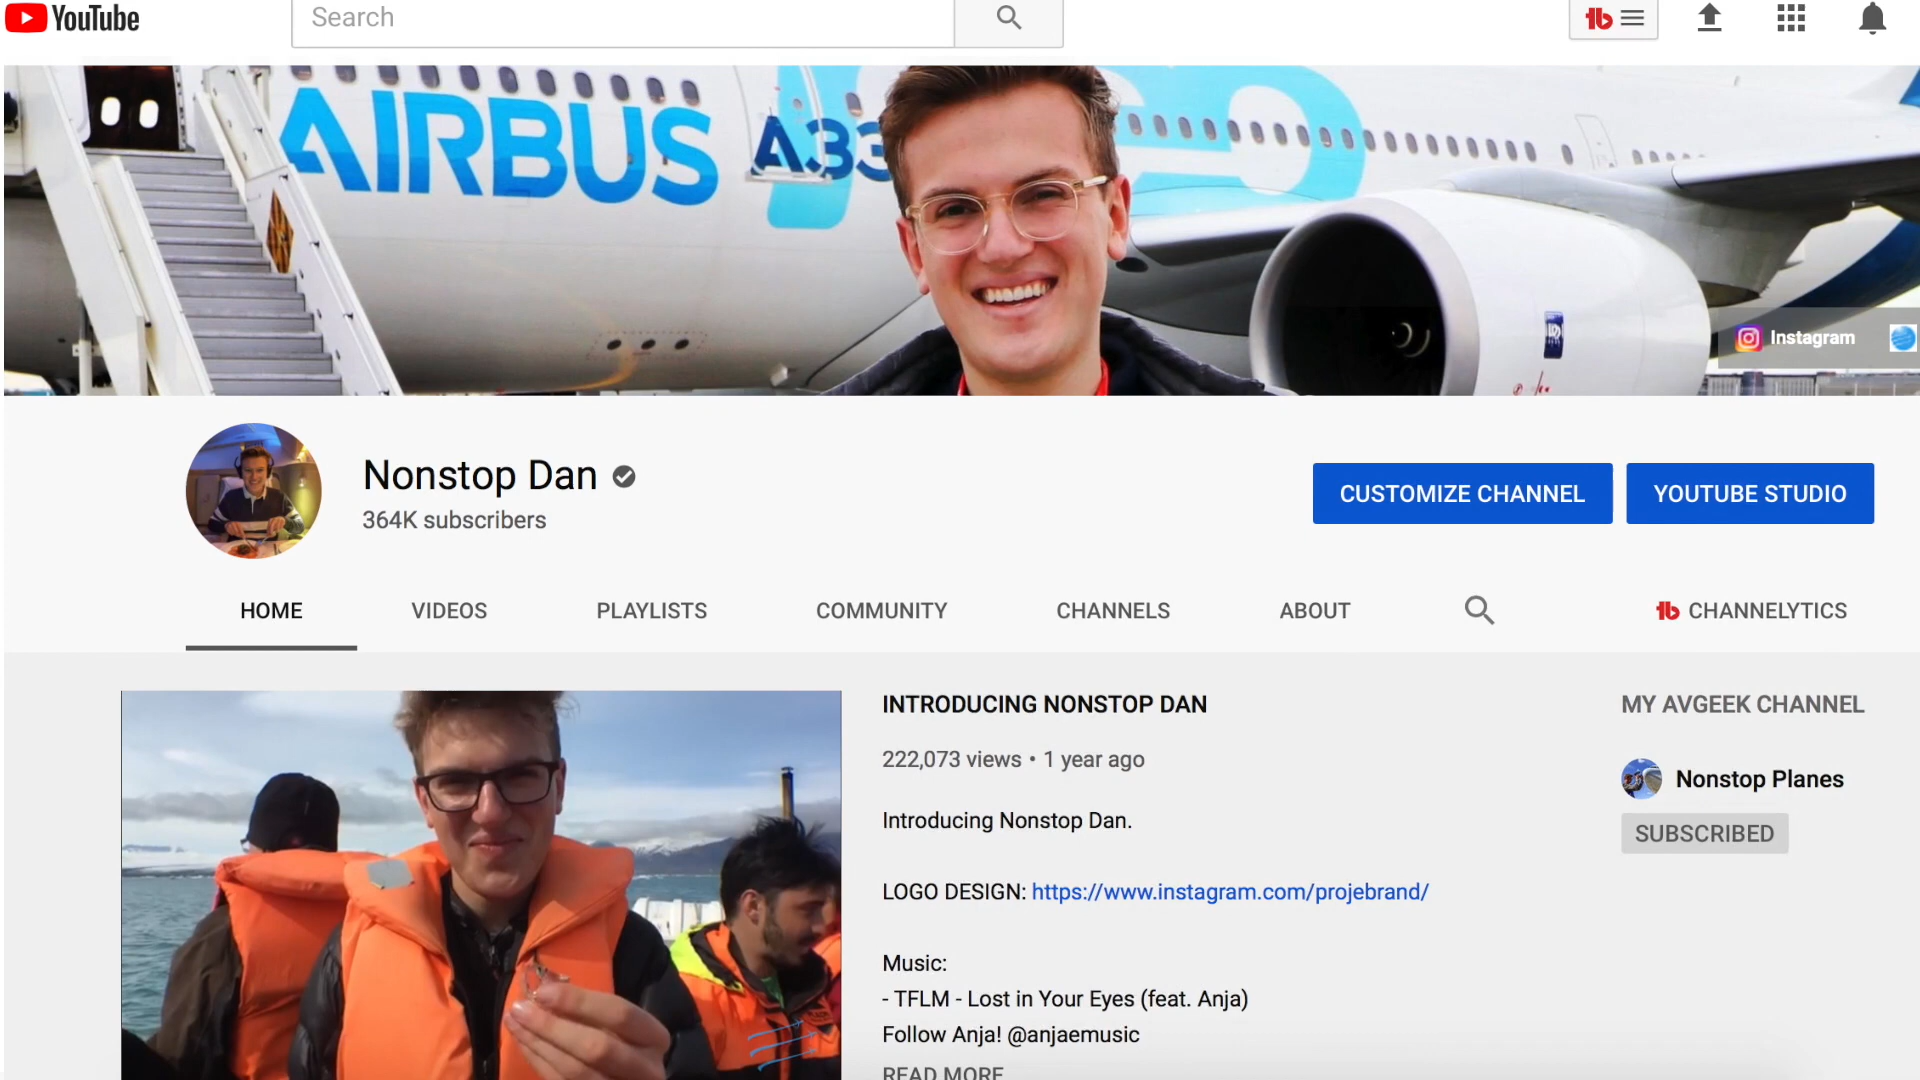 YouTube
Search
AIRBUS A33
Instagram
Nonstop Dan
364K subscribers
CUSTOMIZE CHANNEL
YOUTUBE STUDIO
HOME
VIDEOS
PLAYLISTS
COMMUNITY
CHANNELS
ABOUT
CHANNELYTICS
INTRODUCING NONSTOP DAN
222,073 views • 1 year ago
Introducing Nonstop Dan.
LOGO DESIGN: https://www.instagram.com/projebrand/
Music:
- TFLM - Lost in Your Eyes (feat. Anja)
Follow Anja! @anjaemusic
READ MORE
MY AVGEEK CHANNEL
Nonstop Planes
SUBSCRIBED